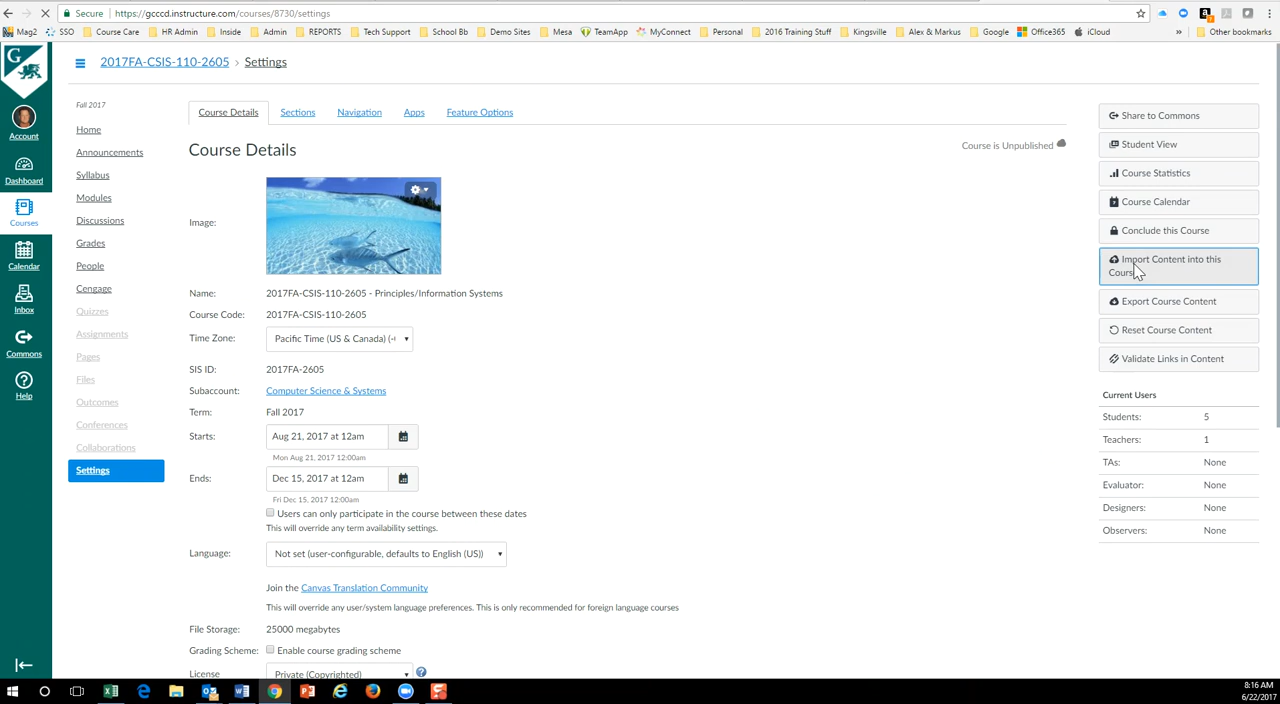 Secure | https://gcccd.instructure.com/courses/8730/settings
Mag2 SSO Course Care HR Admin Inside Admin REPORTS Tech Support School Bb Demo Sites Mesa TeamApp MyConnect Personal 2016 Training Stuff Kingsville Alex & Markus Google Office365 iCloud » Other bookmarks
G
2017FA-CSIS-110-2605 › Settings
Account
Dashboard
Courses
Calendar
Inbox
Commons
Help
Fall 2017
Home
Announcements
Syllabus
Modules
Discussions
Grades
People
Cengage
Quizzes
Assignments
Pages
Files
Outcomes
Conferences
Collaborations
Settings
Course Details Sections Navigation Apps Feature Options
Course Details
Course is Unpublished
Image:
Name: 2017FA-CSIS-110-2605 - Principles/Information Systems
Course Code: 2017FA-CSIS-110-2605
Time Zone: Pacific Time (US & Canada) (-
SIS ID: 2017FA-2605
Subaccount: Computer Science & Systems
Term: Fall 2017
Starts: Aug 21, 2017 at 12am
Mon Aug 21, 2017 12:00am
Ends: Dec 15, 2017 at 12am
Fri Dec 15, 2017 12:00am
Users can only participate in the course between these dates
This will override any term availability settings.
Language: Not set (user-configurable, defaults to English (US))
Join the Canvas Translation Community
This will override any user/system language preferences. This is only recommended for foreign language courses
File Storage: 25000 megabytes
Grading Scheme: Enable course grading scheme
License Private (Copyrighted)
Share to Commons
Student View
Course Statistics
Course Calendar
Conclude this Course
Import Content into this
Course
Export Course Content
Reset Course Content
Validate Links in Content
Current Users
Students: 5
Teachers: 1
TAs: None
Evaluator: None
Designers: None
Observers: None
8:16 AM
6/22/2017